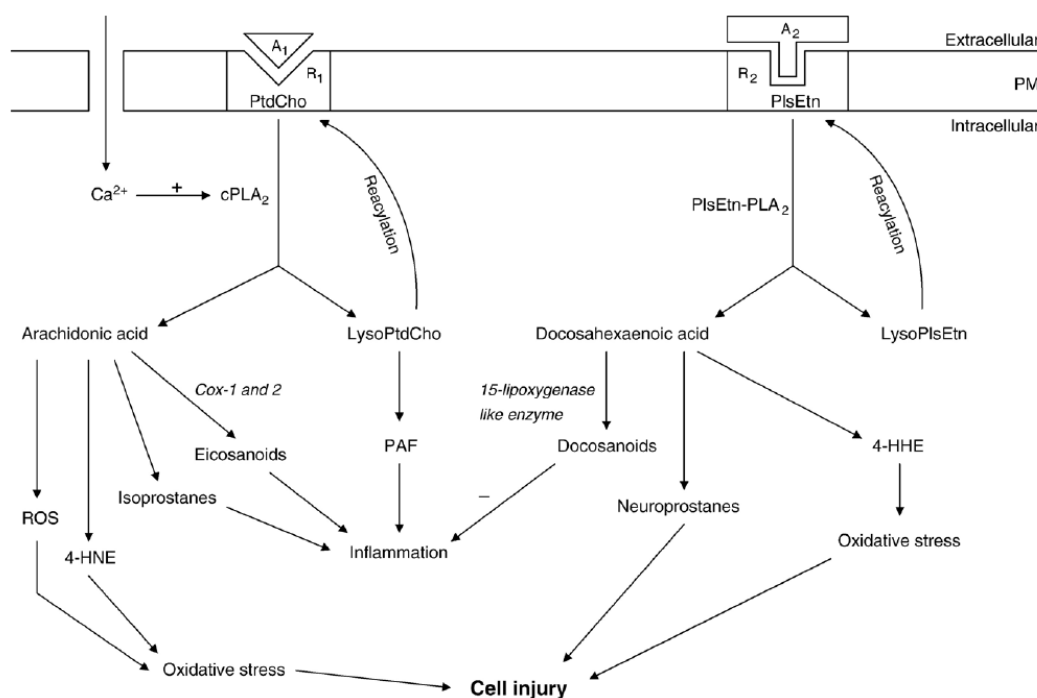 A1
A2
Extracellular
R1
R2
PM
PtdCho
PlsEtn
Intracellular
Ca2+
+
cPLA2
Reacylation
PlsEtn-PLA2
Reacylation
Arachidonic acid
LysoPtdCho
Docosahexaenoic acid
LysoPlsEtn
Cox-1 and 2
15-lipoxygenase
like enzyme
Eicosanoids
PAF
Docosanoids
4-HHE
Isoprostanes
–
Neuroprostanes
ROS
4-HNE
Inflammation
Oxidative stress
Oxidative stress
Cell injury